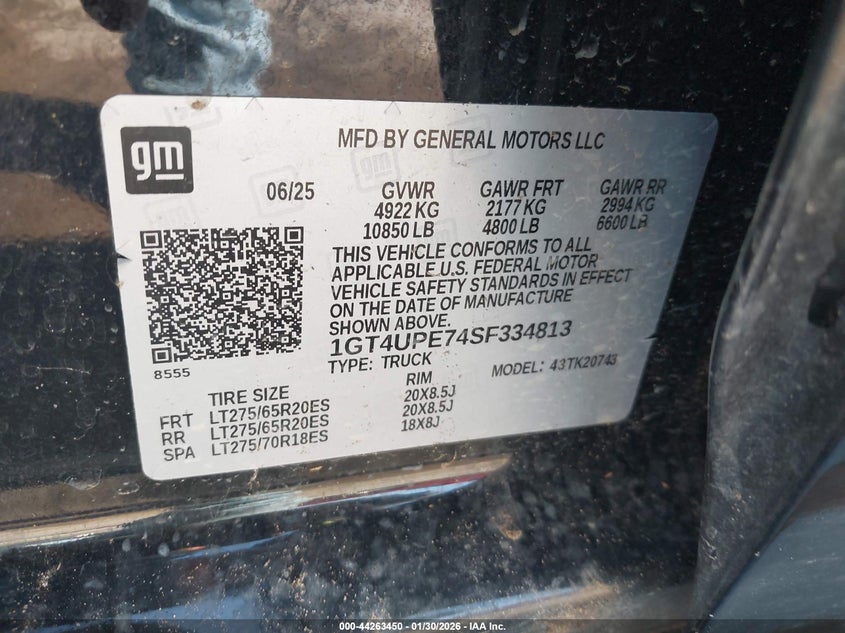 gm
MFD BY GENERAL MOTORS LLC
06/25 GVWR GAWR FRT GAWR RR
4922 KG 2177 KG 2994 KG
10850 LB 4800 LB 6600 LB
THIS VEHICLE CONFORMS TO ALL
APPLICABLE U.S. FEDERAL MOTOR
VEHICLE SAFETY STANDARDS IN EFFECT
ON THE DATE OF MANUFACTURE
SHOWN ABOVE.
1GT4UPE74SF334813
8555
TYPE: TRUCK MODEL: 43TK20743
TIRE SIZE RIM
FRT LT275/65R20ES 20X8.5J
RR LT275/65R20ES 20X8.5J
SPA LT275/70R18ES 18X8J
000-44263450 - 01/30/2026 - IAA, Inc.